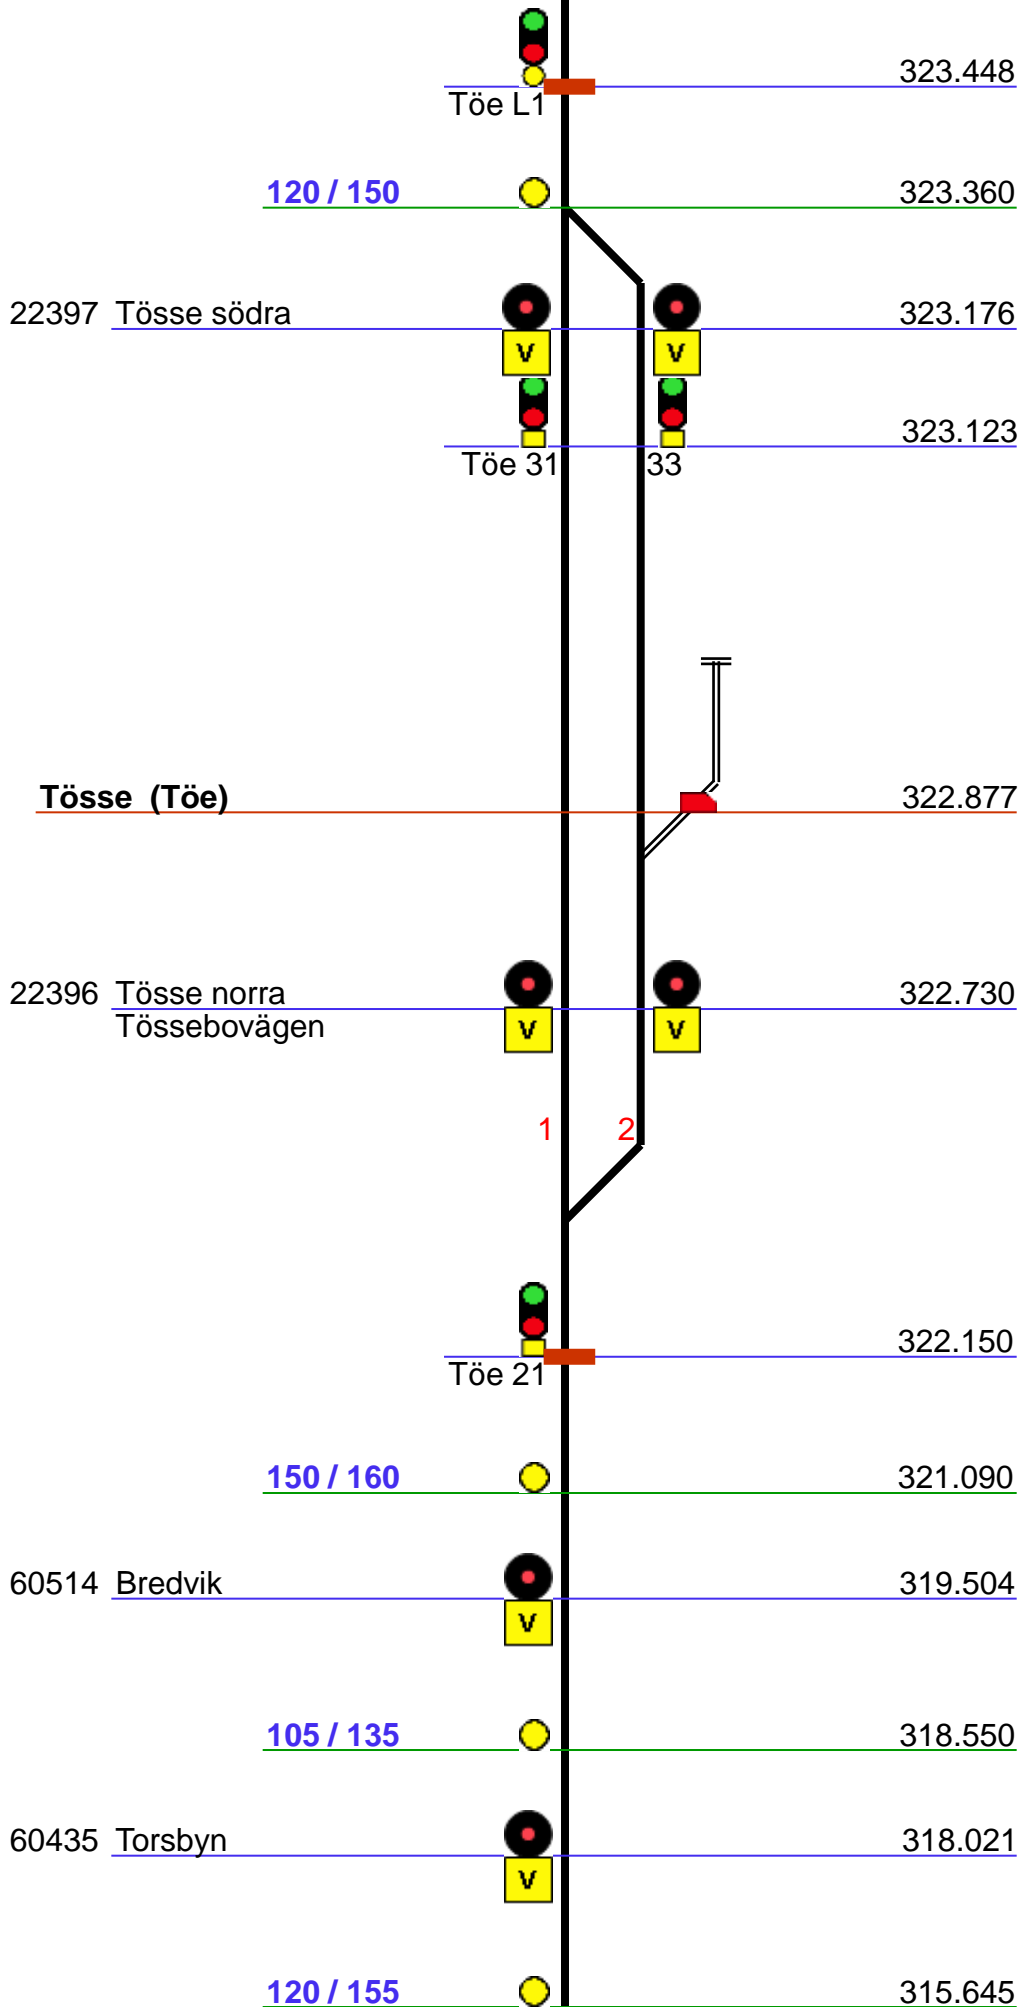 323.448
Töe L1
120 / 150 323.360
22397 Tösse södra 323.176
V V
323.123
Töe 31 33
Tösse (Töe) 322.877
22396 Tösse norra 322.730
Tössebovägen
V V
1 2
322.150
Töe 21
150 / 160 321.090
60514 Bredvik 319.504
V
105 / 135 318.550
60435 Torsbyn 318.021
V
120 / 155 315.645